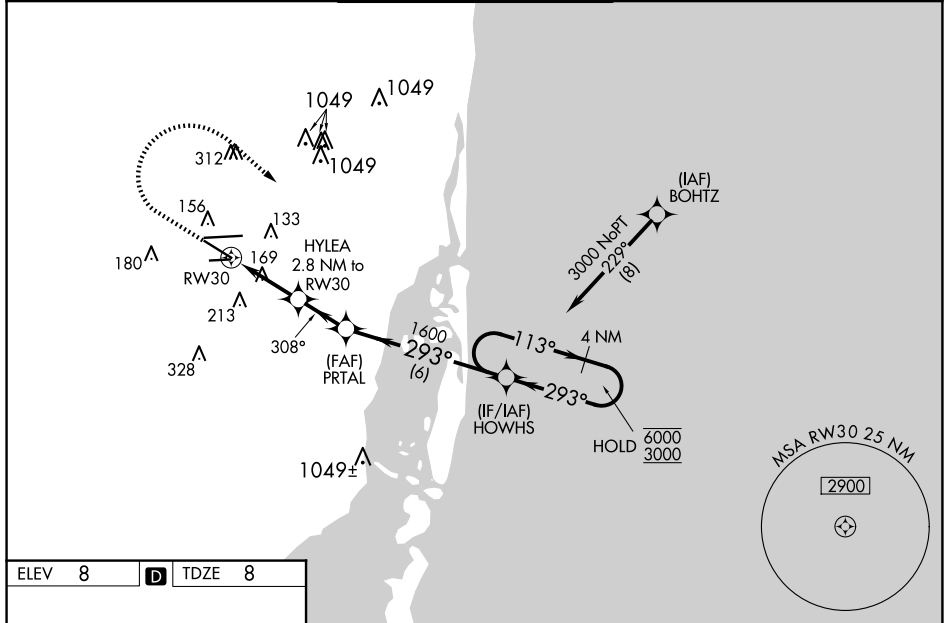 1049
1049
1049
312
(IAF)
BOHTZ
156
133
3000 NoPT
229°
(8)
HYLEA
2.8 NM to
RW30
180
169
RW30
213
308°
1600
293°
(6)
113°
4 NM
328
(FAF)
PRTAL
293°
(IF/IAF)
HOWHS
HOLD
6000
3000
1049±
MSA RW30 25 NM
2900
ELEV 8
D
TDZE 8